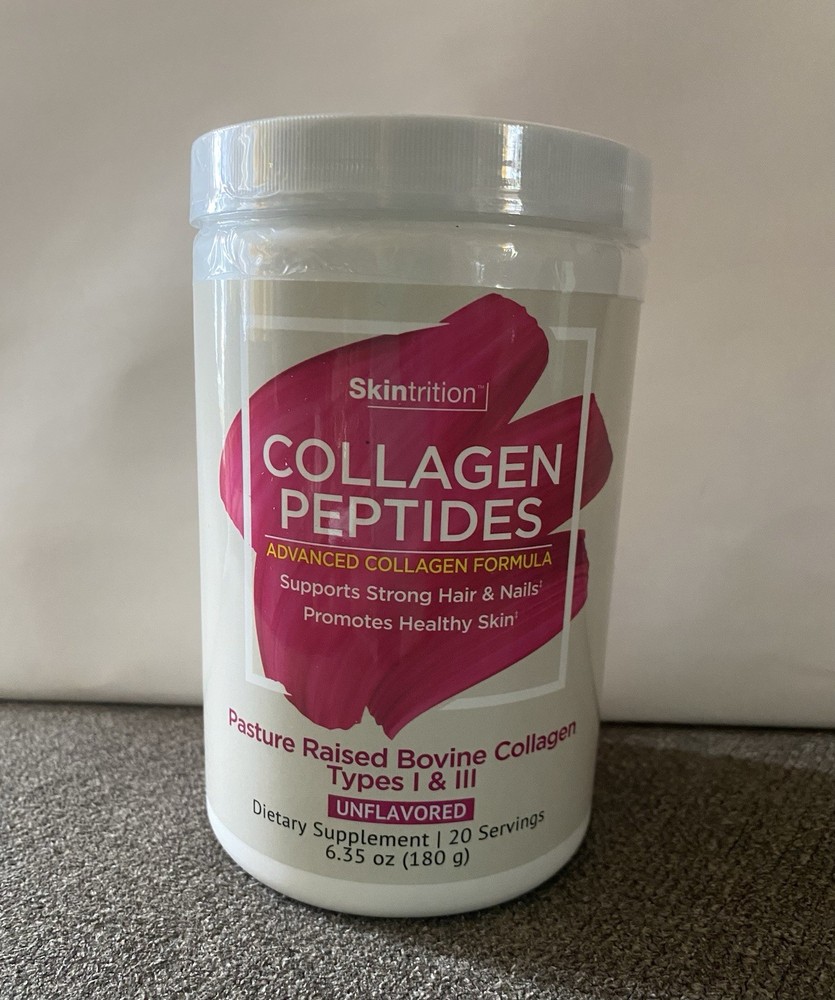 Skintrition™
COLLAGEN
PEPTIDES
ADVANCED COLLAGEN FORMULA
Supports Strong Hair & Nails‡
Promotes Healthy Skin‡
Pasture Raised Bovine Collagen
Types I & III
UNFLAVORED
Dietary Supplement | 20 Servings
6.35 oz (180 g)